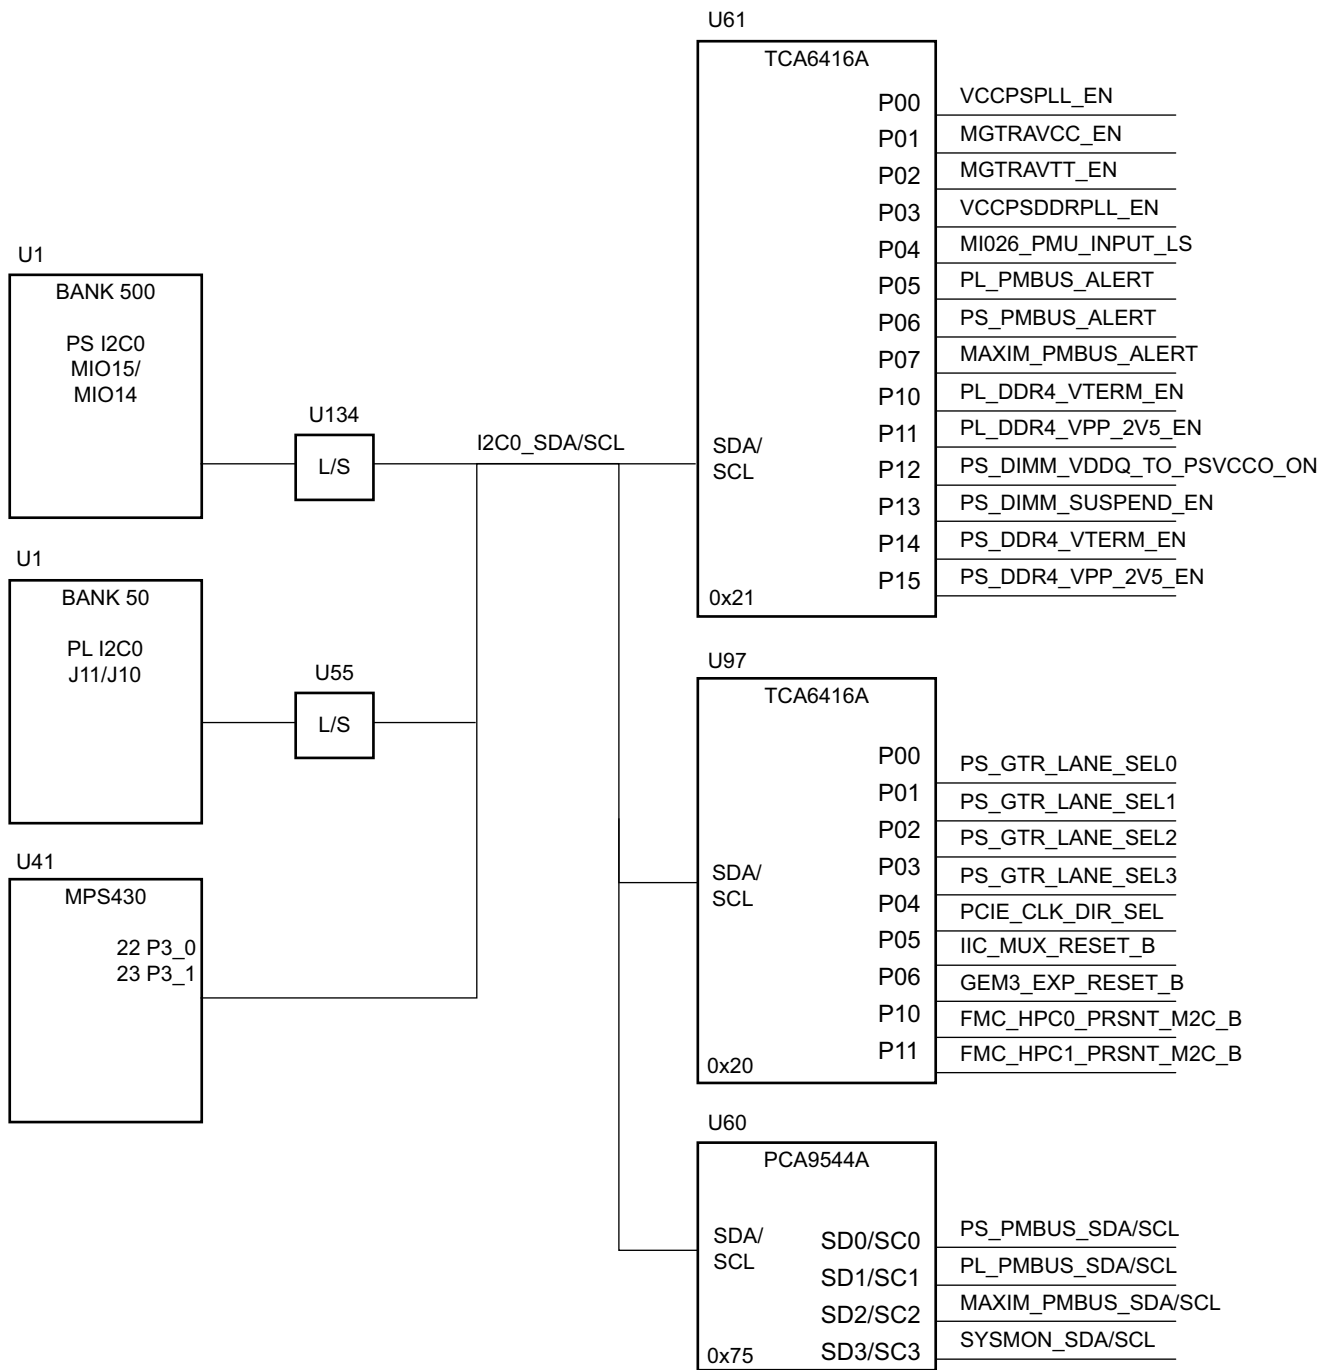 U61
TCA6416A
P00 VCCPSPLL_EN
P01 MGTRAVCC_EN
P02 MGTRAVTT_EN
P03 VCCPSDDRPLL_EN
P04 MI026_PMU_INPUT_LS
P05 PL_PMBUS_ALERT
P06 PS_PMBUS_ALERT
P07 MAXIM_PMBUS_ALERT
P10 PL_DDR4_VTERM_EN
P11 PL_DDR4_VPP_2V5_EN
P12 PS_DIMM_VDDQ_TO_PSVCCO_ON
P13 PS_DIMM_SUSPEND_EN
P14 PS_DDR4_VTERM_EN
P15 PS_DDR4_VPP_2V5_EN
SDA/
SCL
0x21
U1
BANK 500
PS I2C0
MIO15/
MIO14
U134
L/S
I2C0_SDA/SCL
U1
BANK 50
PL I2C0
J11/J10
U55
L/S
U41
MPS430
22 P3_0
23 P3_1
U97
TCA6416A
P00 PS_GTR_LANE_SEL0
P01 PS_GTR_LANE_SEL1
P02 PS_GTR_LANE_SEL2
P03 PS_GTR_LANE_SEL3
P04 PCIE_CLK_DIR_SEL
P05 IIC_MUX_RESET_B
P06 GEM3_EXP_RESET_B
P10 FMC_HPC0_PRSNT_M2C_B
P11 FMC_HPC1_PRSNT_M2C_B
SDA/
SCL
0x20
U60
PCA9544A
SDA/
SCL
SD0/SC0 PS_PMBUS_SDA/SCL
SD1/SC1 PL_PMBUS_SDA/SCL
SD2/SC2 MAXIM_PMBUS_SDA/SCL
SD3/SC3 SYSMON_SDA/SCL
0x75